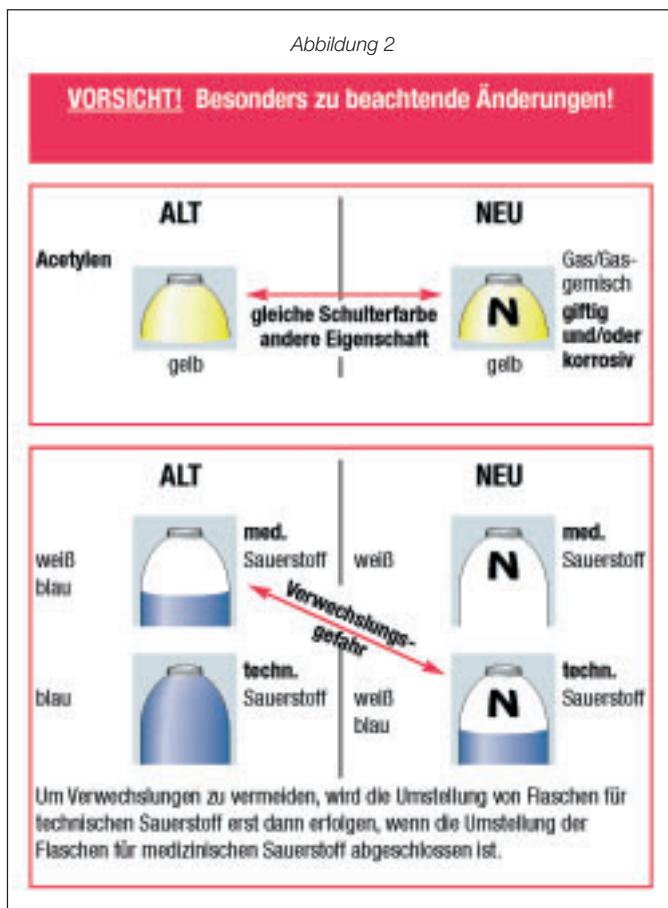 Abbildung 2
VORSICHT! Besonders zu beachtende Änderungen!
ALT
NEU
Acetylen
gelb
gleiche Schulterfarbe
andere Eigenschaft
N
gelb
Gas/Gas-
gemisch
giftig
und/oder
korrosiv
ALT
NEU
weiß
blau
med.
Sauerstoff
weiß
N
med.
Sauerstoff
Verwechslungs-
gefahr
blau
techn.
Sauerstoff
weiß
blau
N
techn.
Sauerstoff
Um Verwechslungen zu vermeiden, wird die Umstellung von Flaschen für
technischen Sauerstoff erst dann erfolgen, wenn die Umstellung der
Flaschen für medizinischen Sauerstoff abgeschlossen ist.